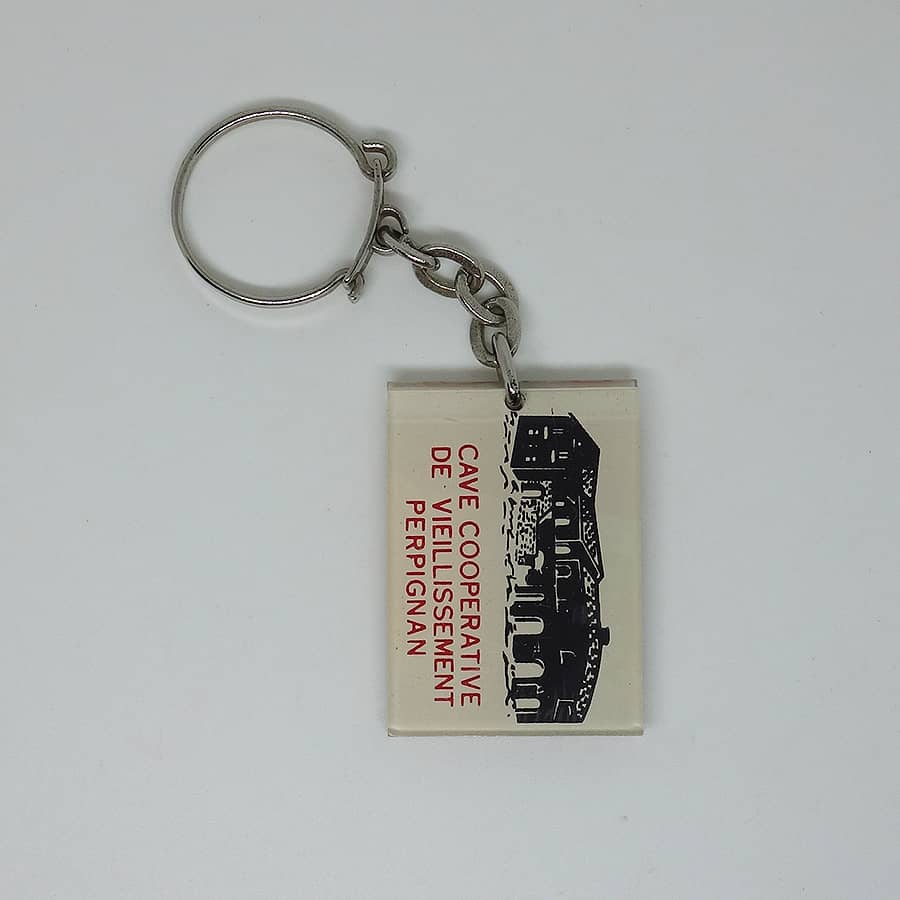 CAVE COOPERATIVE
DE VIEILLISSEMENT
PERPIGNAN